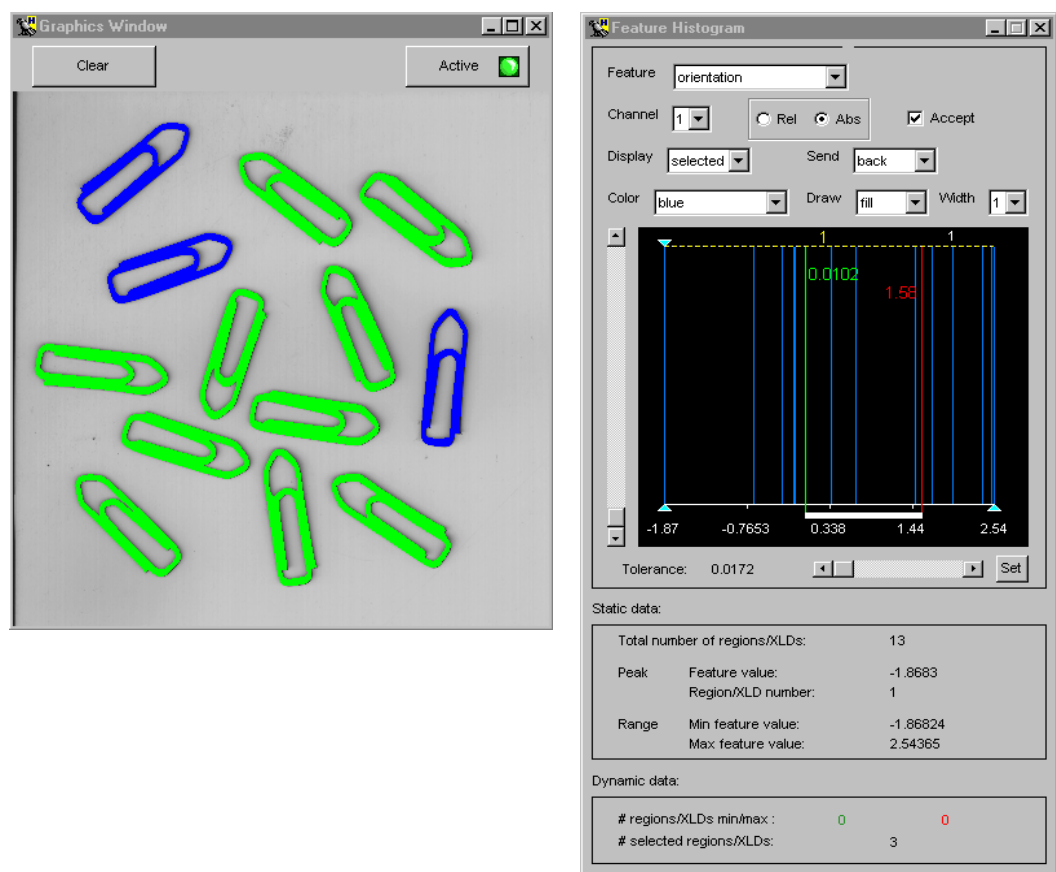 Graphics Window
Clear
Active
Feature Histogram
Feature orientation
Channel 1 Rel Abs Accept
Display selected Send back
Color blue Draw fill Width 1
1 1
0.0102
1.58
-1.87 -0.7653 0.338 1.44 2.54
Tolerance: 0.0172 Set
Static data:
Total number of regions/XLDs: 13
Peak Feature value: -1.8683
Region/XLD number: 1
Range Min feature value: -1.86824
Max feature value: 2.54365
Dynamic data:
# regions/XLDs min/max : 0 0
# selected regions/XLDs: 3